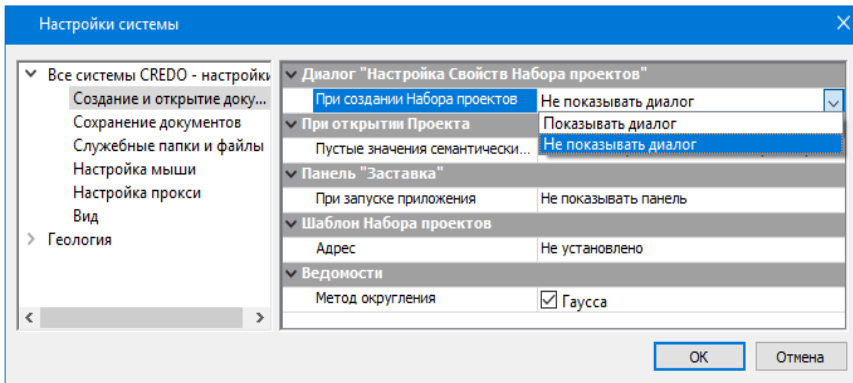 Настройки системы
Все системы CREDO - настройки
Создание и открытие доку...
Сохранение документов
Служебные папки и файлы
Настройка мыши
Настройка прокси
Вид
Геология
Диалог "Настройка Свойств Набора проектов"
При создании Набора проектов Не показывать диалог
Показывать диалог
Не показывать диалог
При открытии Проекта
Пустые значения семантически...
Панель "Заставка"
При запуске приложения Не показывать панель
Шаблон Набора проектов
Адрес Не установлено
Ведомости
Метод округления Гаусса
ОК Отмена